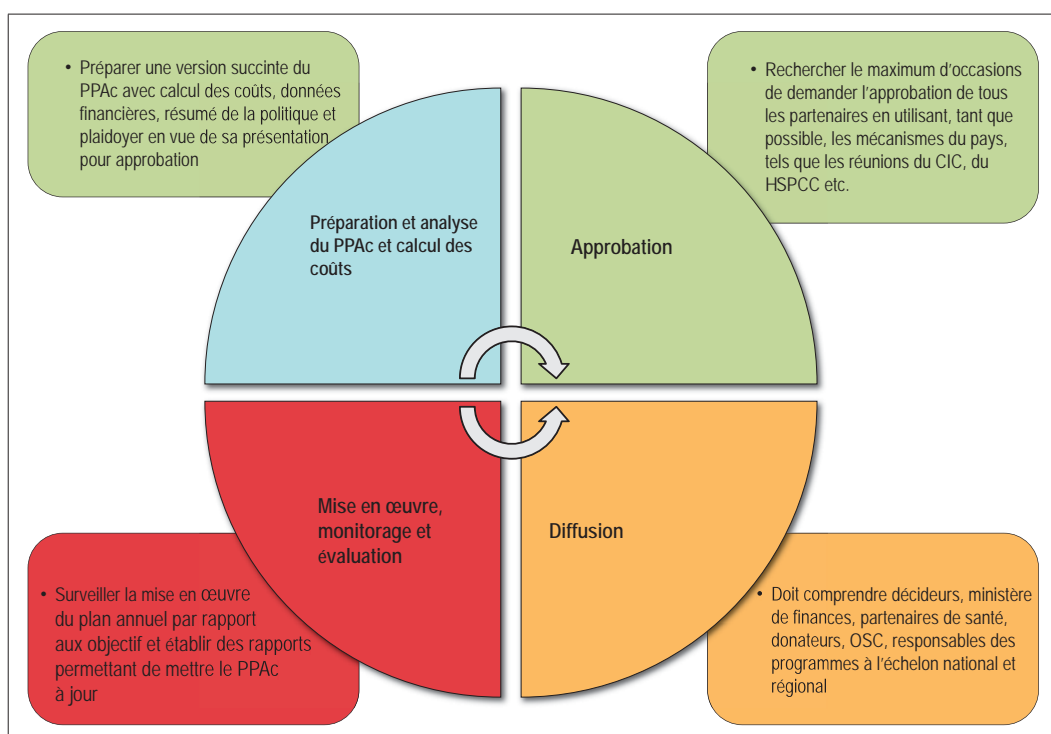 • Préparer une version succinte du
PPAc avec calcul des coûts, données
financières, résumé de la politique et
plaidoyer en vue de sa présentation
pour approbation
• Rechercher le maximum d'occasions
de demander l'approbation de tous
les partenaires en utilisant, tant que
possible, les mécanismes du pays,
tels que les réunions du CIC, du
HSPCC etc.
Préparation et analyse
du PPAc et calcul des
coûts
Approbation
Mise en œuvre,
monitorage et
évaluation
Diffusion
• Surveiller la mise en œuvre
du plan annuel par rapport
aux objectif et établir des rapports
permettant de mettre le PPAc
à jour
• Doit comprendre décideurs, ministère
de finances, partenaires de santé,
donateurs, OSC, responsables des
programmes à l'échelon national et
régional